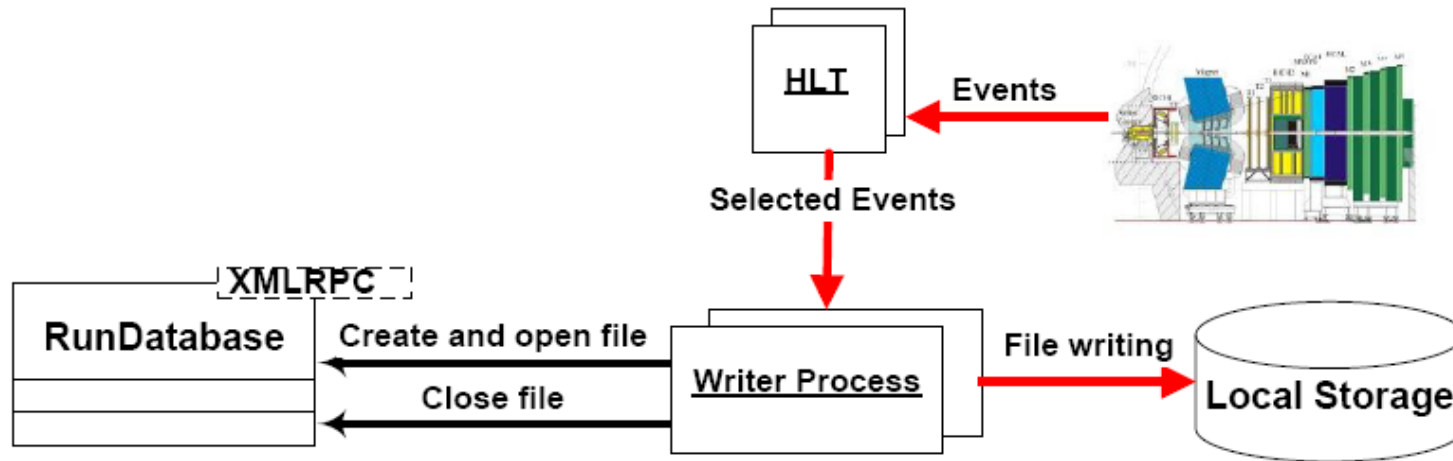 HLT
Events
Selected Events
XMLRPC
RunDatabase
Create and open file
Close file
Writer Process
File writing
Local Storage